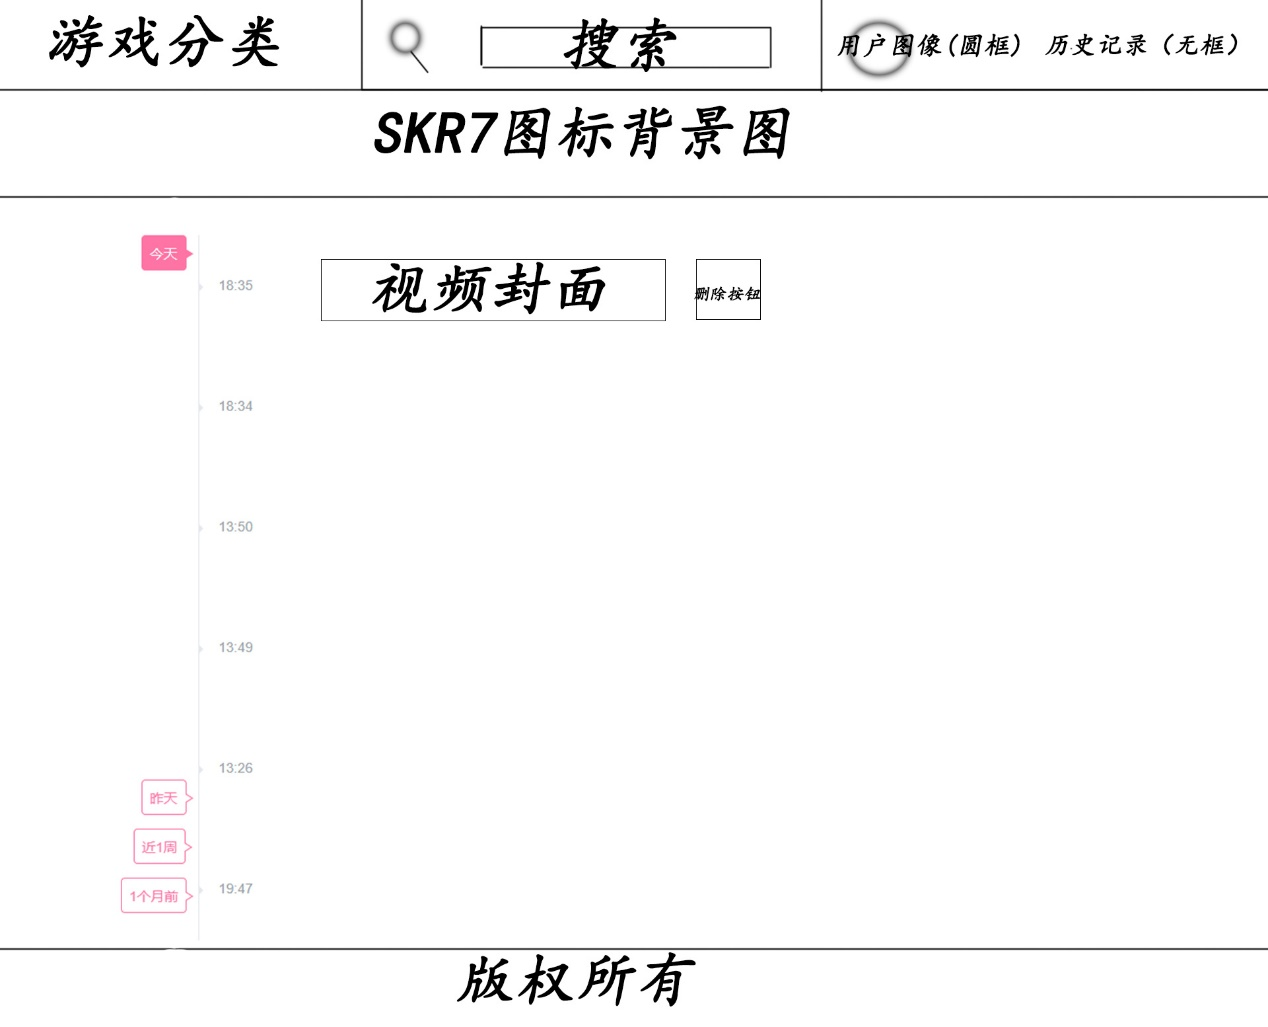 游戏分类
搜索
用户图像(圆框) 历史记录（无框）
SKR7图标背景图
今天
18:35
视频封面
删除按钮
18:34
13:50
13:49
13:26
昨天
近1周
1个月前
19:47
版权所有